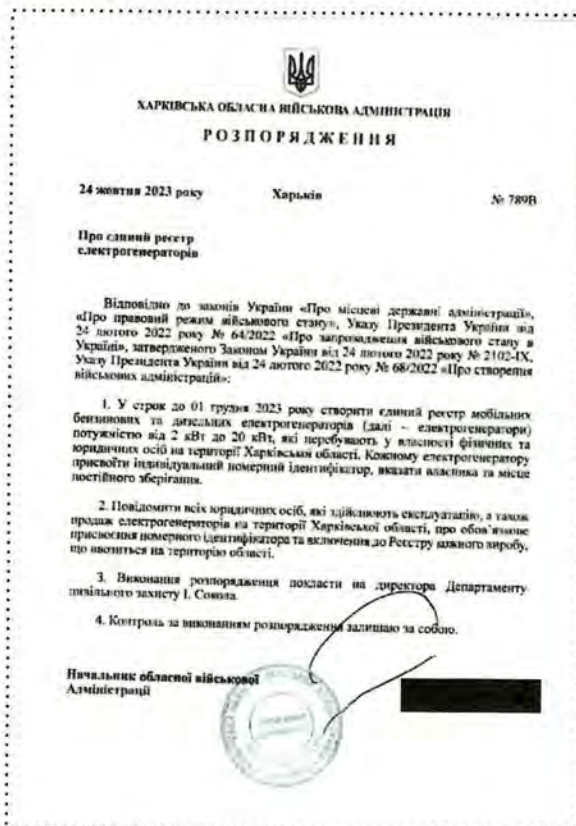 ХАРКІВСЬКА ОБЛАСНА ВІЙСЬКОВА АДМІНІСТРАЦІЯ
РОЗПОРЯДЖЕННЯ
24 жовтня 2023 року Харьків № 789В
Про єдиний реєстр
електрогенераторів
Відповідно до законів України «Про місцеві державні адміністрації»,
«Про правовий режим військового стану», Указу Президента України від
24 лютого 2022 року № 64/2022 «Про запровадження військового стану в
Україні», затвердженого Законом України від 24 лютого 2022 року № 2102-IX,
Указу Президента України від 24 лютого 2022 року № 68/2022 «Про створення
військових адміністрацій»:
1. У строк до 01 грудня 2023 року створити єдиний реєстр мобільних
бензинових та дизельних електрогенераторів (далі – електрогенератори)
потужністю від 2 кВт до 20 кВт, які перебувають у власності фізичних та
юридичних осіб на території Харківської області. Кожному електрогенератору
присвоїти індивідуальний номерний ідентифікатор, вказати власника та місце
постійного зберігання.
2. Повідомити всіх юридичних осіб, які здійснюють експлуатацію, а також
продаж електрогенераторів на території Харківської області, про обов'язкове
присвоєння номерного ідентифікатора та включення до Реєстру кожного виробу,
що ввозиться на територію області.
3. Виконання розпорядження покласти на директора Департаменту
цивільного захисту І. Сокола.
4. Контроль за виконанням розпорядження залишаю за собою.
Начальник обласної військової
Адміністрації